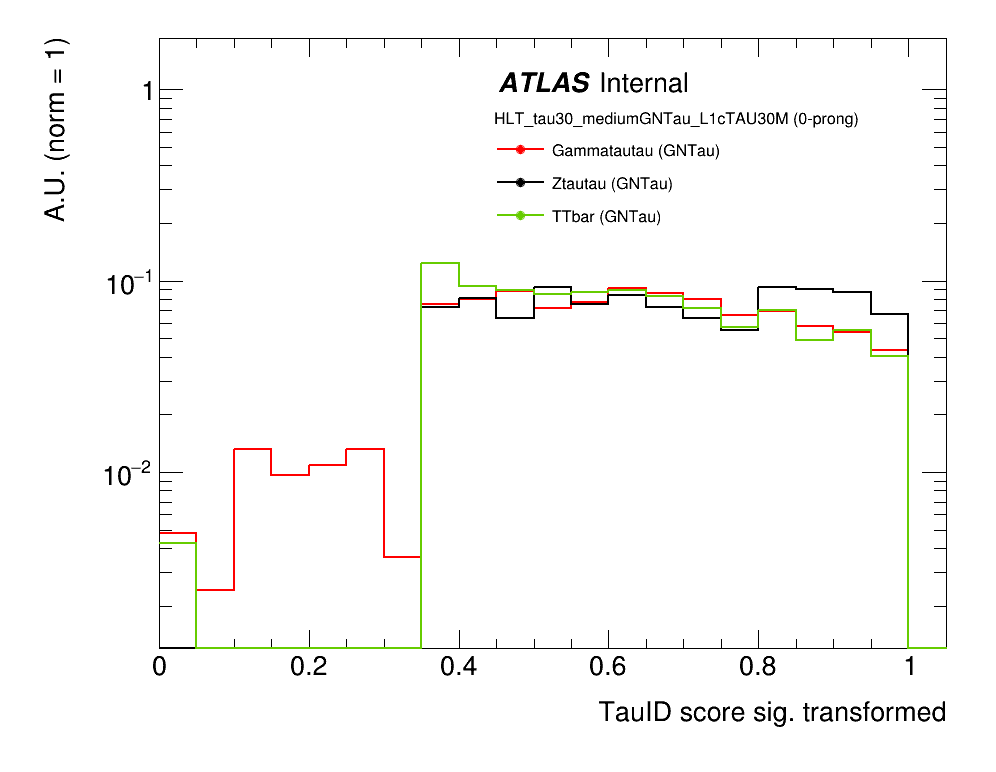 A.U. (norm = 1)
ATLAS Internal
HLT_tau30_mediumGNTau_L1cTAU30M (0-prong)
Gammatautau (GNTau)
Ztautau (GNTau)
TTbar (GNTau)
1
10⁻¹
10⁻²
0 0.2 0.4 0.6 0.8 1
TauID score sig. transformed